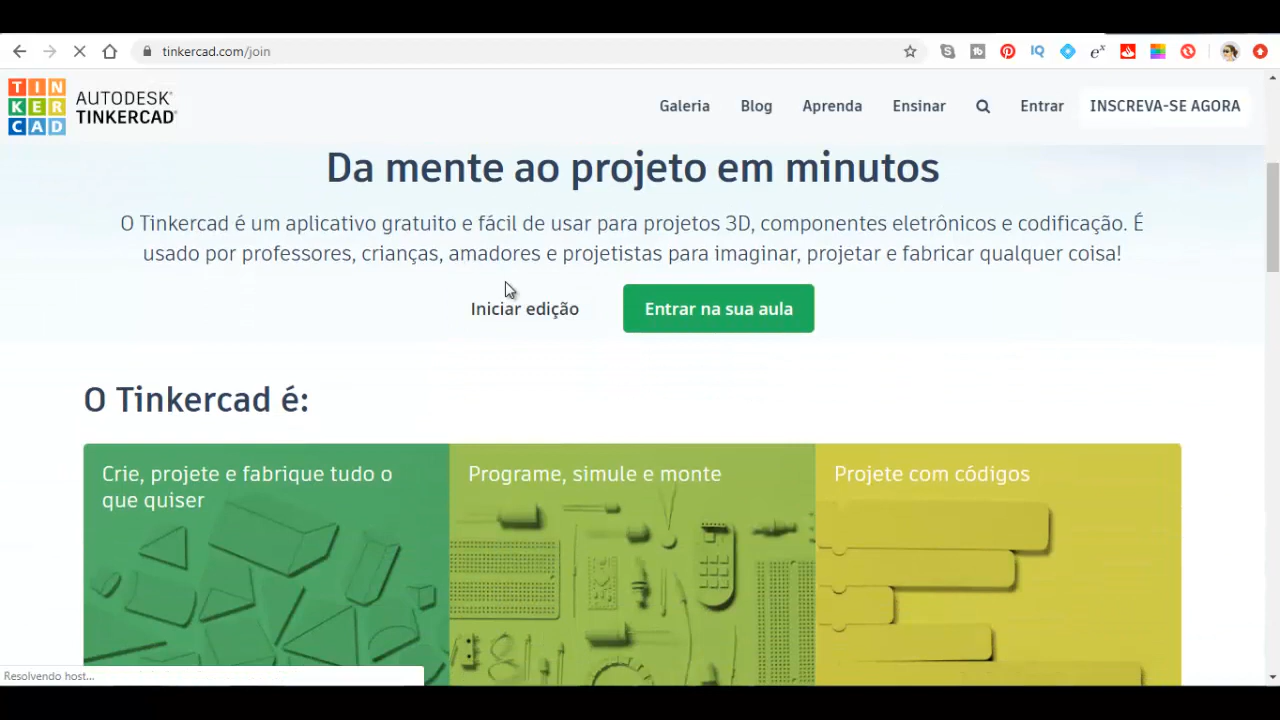 tinkercad.com/join
TIN
KER
CAD
AUTODESK®
TINKERCAD®
Galeria
Blog
Aprenda
Ensinar
Entrar
INSCREVA-SE AGORA
Da mente ao projeto em minutos
O Tinkercad é um aplicativo gratuito e fácil de usar para projetos 3D, componentes eletrônicos e codificação. É
usado por professores, crianças, amadores e projetistas para imaginar, projetar e fabricar qualquer coisa!
Iniciar edição
Entrar na sua aula
O Tinkercad é:
Crie, projete e fabrique tudo o
que quiser
Programe, simule e monte
Projete com códigos
Resolvendo host...